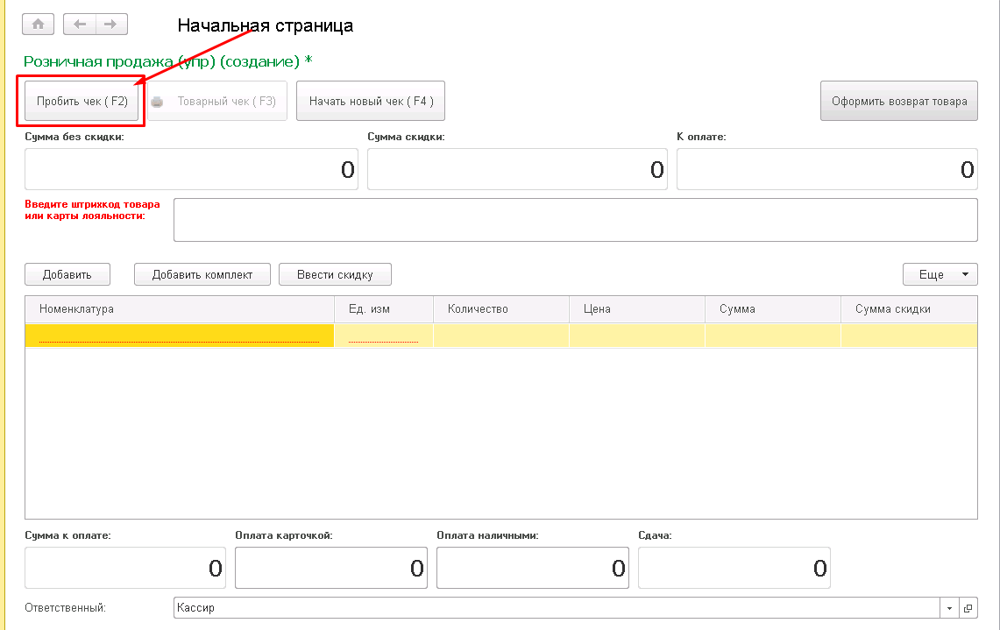 Начальная страница
Розничная продажа (упр) (создание) *
Пробить чек ( F2)
Товарный чек ( F3)
Начать новый чек ( F4 )
Оформить возврат товара
Сумма без скидки:
Сумма скидки:
К оплате:
0
0
0
Введите штрихкод товара
или карты лояльности:
Добавить
Добавить комплект
Ввести скидку
Еще
Номенклатура
Ед. изм
Количество
Цена
Сумма
Сумма скидки
Сумма к оплате:
Оплата карточкой:
Оплата наличными:
Сдача:
0
0
0
0
Ответственный:
Кассир